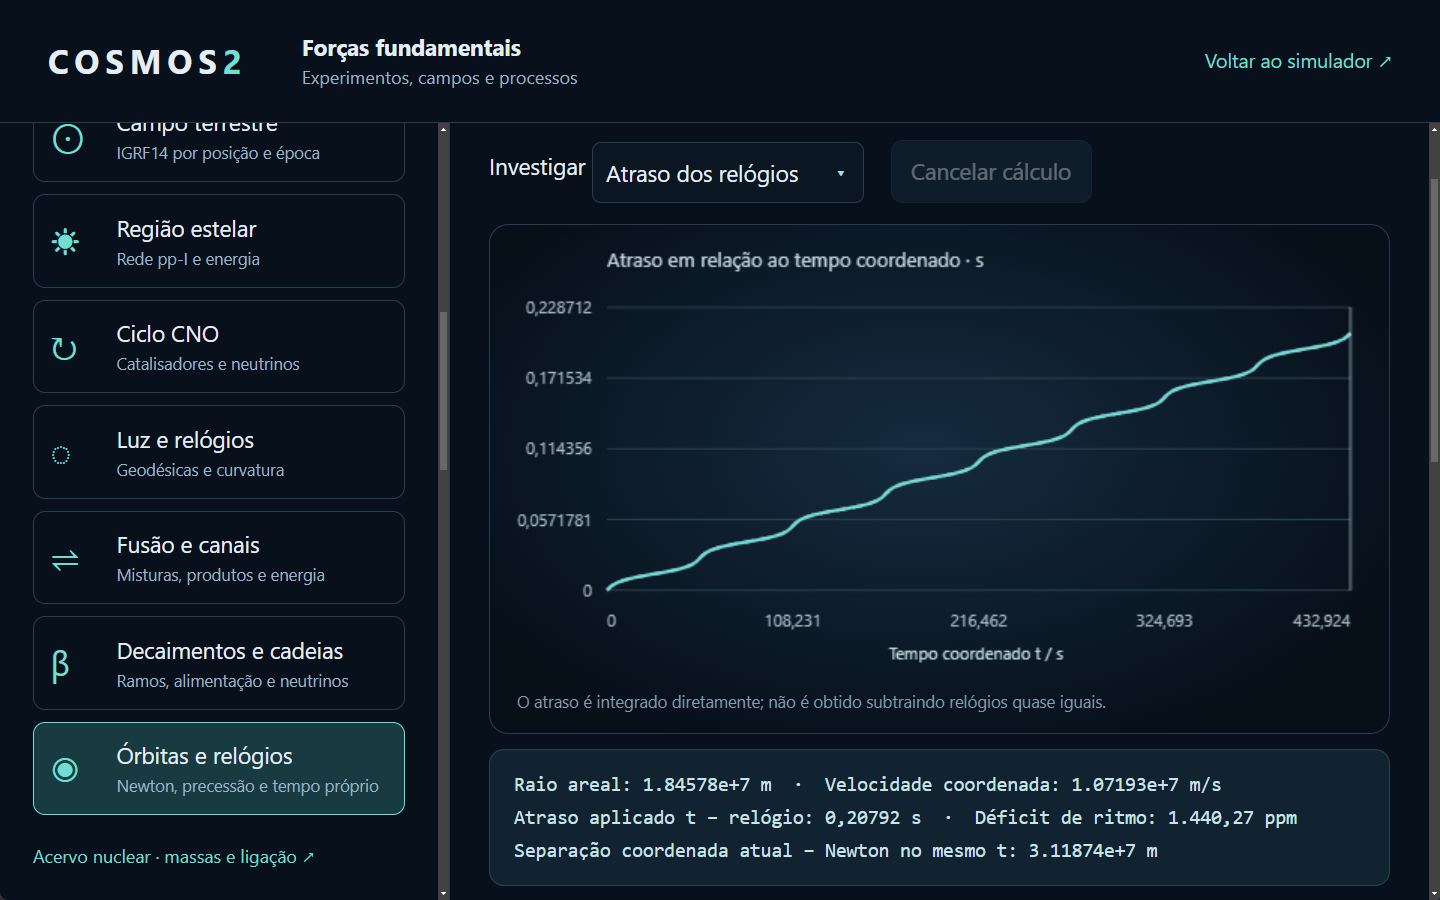 COSMOS2
Forças fundamentais
Experimentos, campos e processos
Voltar ao simulador ↗
Campo terrestre
IGRF14 por posição e época
Região estelar
Rede pp-I e energia
Ciclo CNO
Catalisadores e neutrinos
Luz e relógios
Geodésicas e curvatura
Fusão e canais
Misturas, produtos e energia
β
Decaimentos e cadeias
Ramos, alimentação e neutrinos
Órbitas e relógios
Newton, precessão e tempo próprio
Acervo nuclear · massas e ligação ↗
Investigar
Atraso dos relógios
Cancelar cálculo
Atraso em relação ao tempo coordenado · s
0,228712
0,171534
0,114356
0,0571781
0
0 108,231 216,462 324,693 432,924
Tempo coordenado t / s
O atraso é integrado diretamente; não é obtido subtraindo relógios quase iguais.
Raio areal: 1.84578e+7 m · Velocidade coordenada: 1.07193e+7 m/s
Atraso aplicado t − relógio: 0,20792 s · Déficit de ritmo: 1.440,27 ppm
Separação coordenada atual − Newton no mesmo t: 3.11874e+7 m